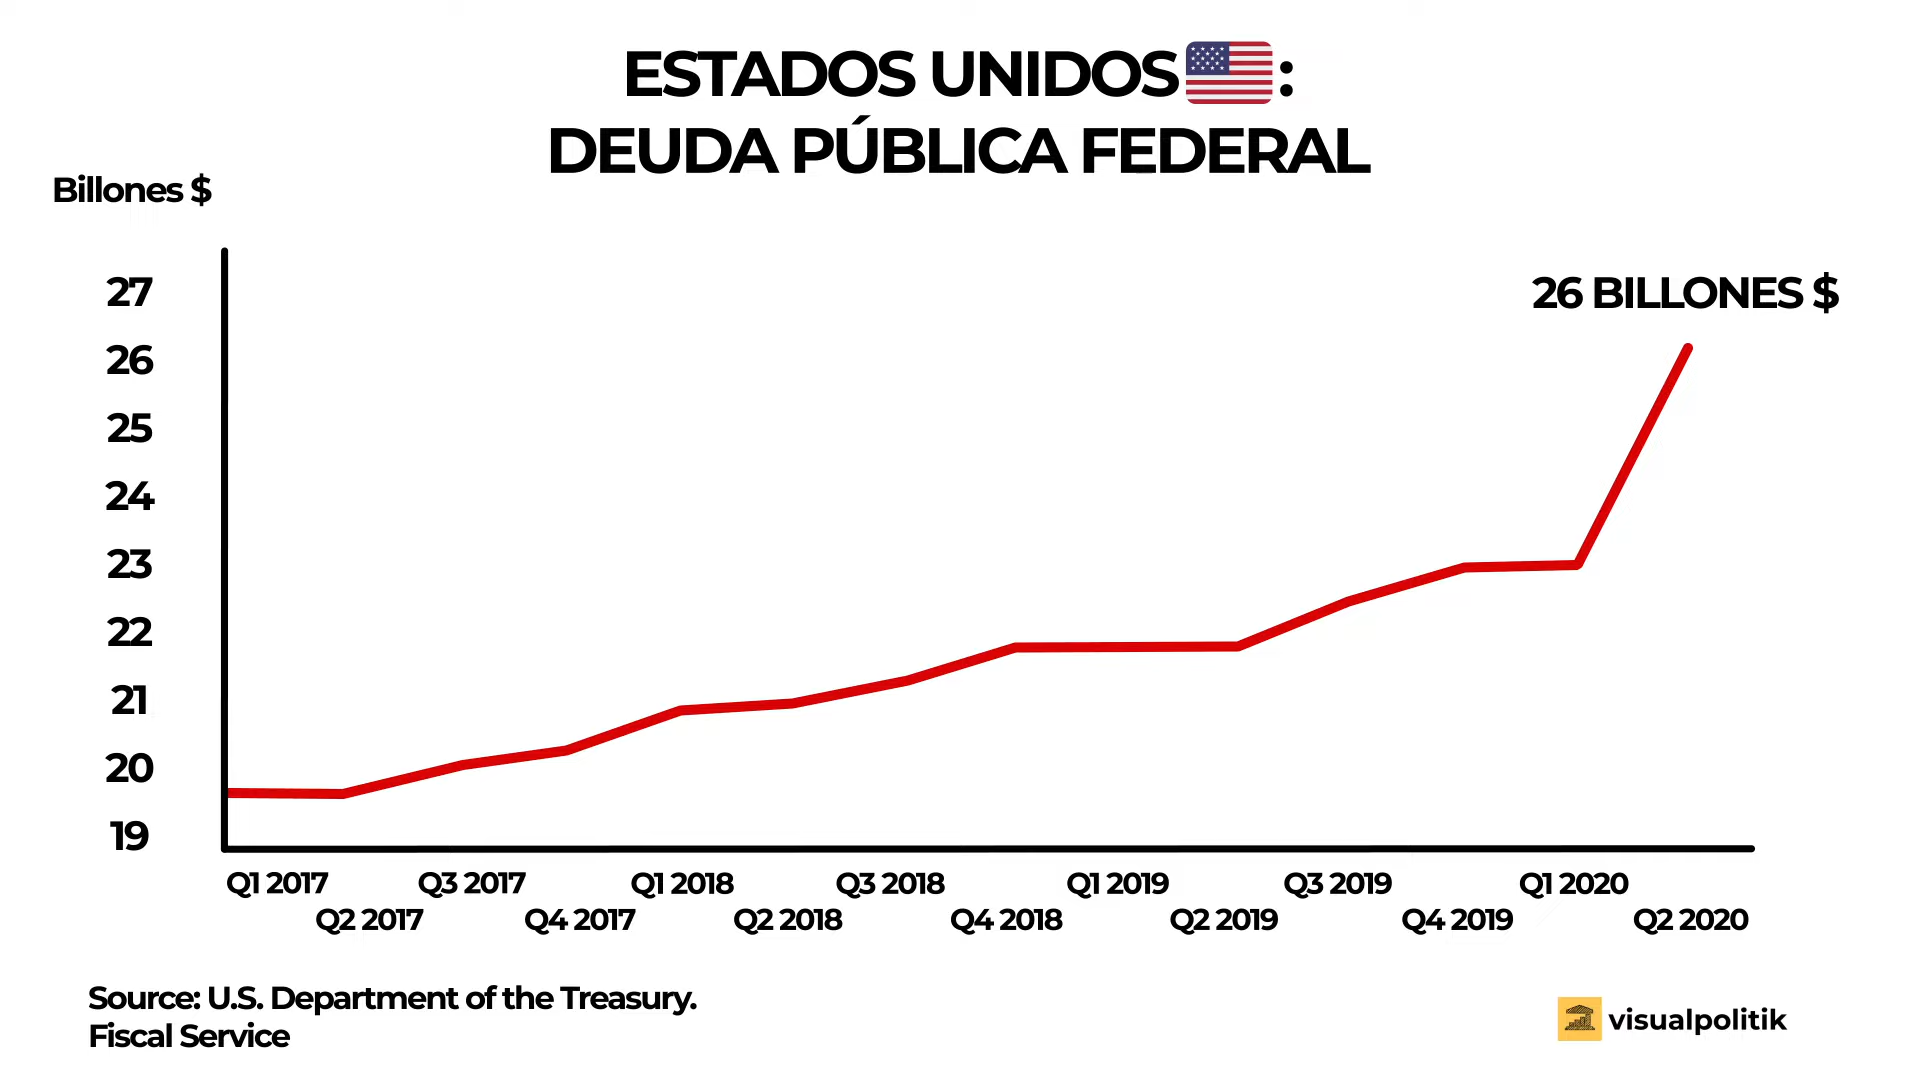 ESTADOS UNIDOS:
DEUDA PÚBLICA FEDERAL
Billones $
27
26 BILLONES $
26
25
24
23
22
21
20
19
Q1 2017 Q3 2017 Q1 2018 Q3 2018 Q1 2019 Q3 2019 Q1 2020
Q2 2017 Q4 2017 Q2 2018 Q4 2018 Q2 2019 Q4 2019 Q2 2020
Source: U.S. Department of the Treasury.
Fiscal Service
visualpolitik